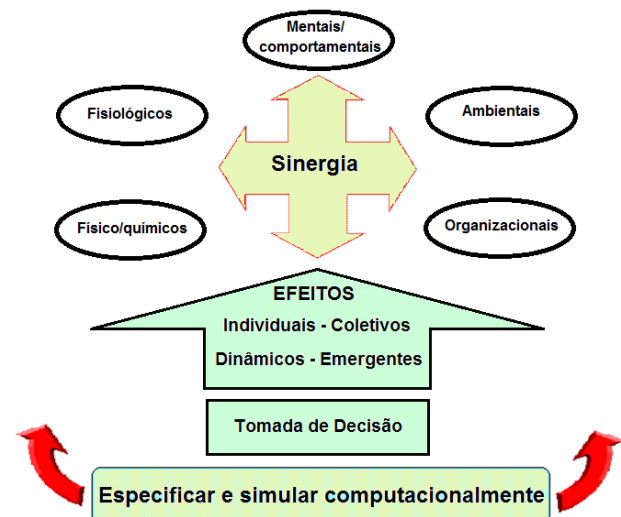 Mentais/
comportamentais
Fisiológicos
Ambientais
Sinergia
Físico/químicos
Organizacionais
EFEITOS
Individuais - Coletivos
Dinâmicos - Emergentes
Tomada de Decisão
Especificar e simular computacionalmente